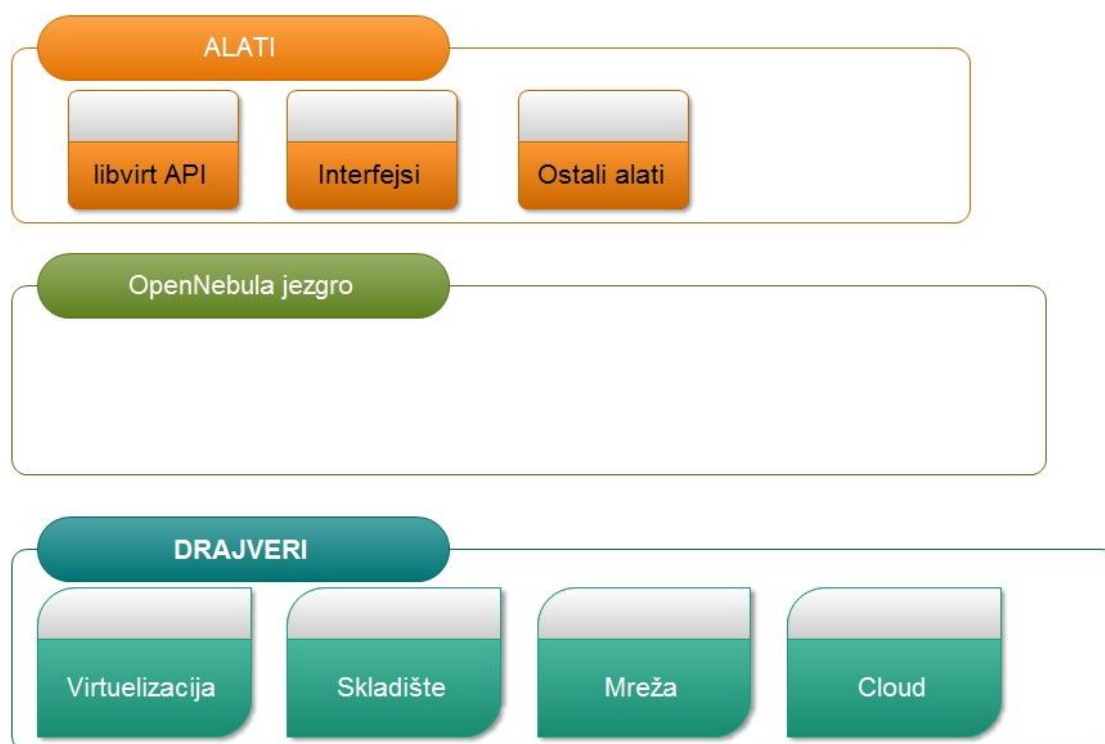 ALATI
libvirt API
Interfejsi
Ostali alati
OpenNebula jezgro
DRAJVERI
Virtuelizacija
Skladište
Mreža
Cloud